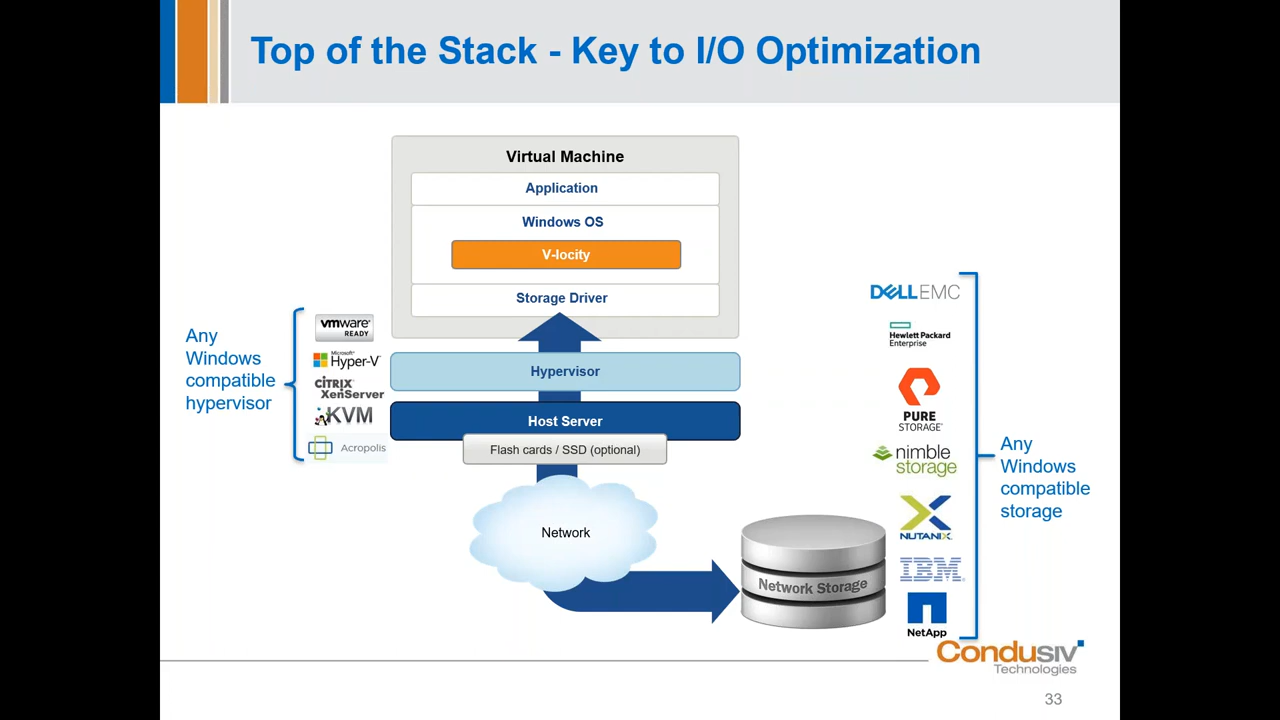 Top of the Stack - Key to I/O Optimization
Virtual Machine
Application
Windows OS
V-locity
Storage Driver
Hypervisor
Host Server
Flash cards / SSD (optional)
Network
Network Storage
Any
Windows
compatible
hypervisor
vmware
READY
Microsoft
Hyper-V
CITRIX
XenServer
KVM
Acropolis
DELLEMC
Hewlett Packard
Enterprise
PURE
STORAGE
nimble
storage
NUTANIX
IBM
NetApp
Any
Windows
compatible
storage
Condusiv
Technologies
33